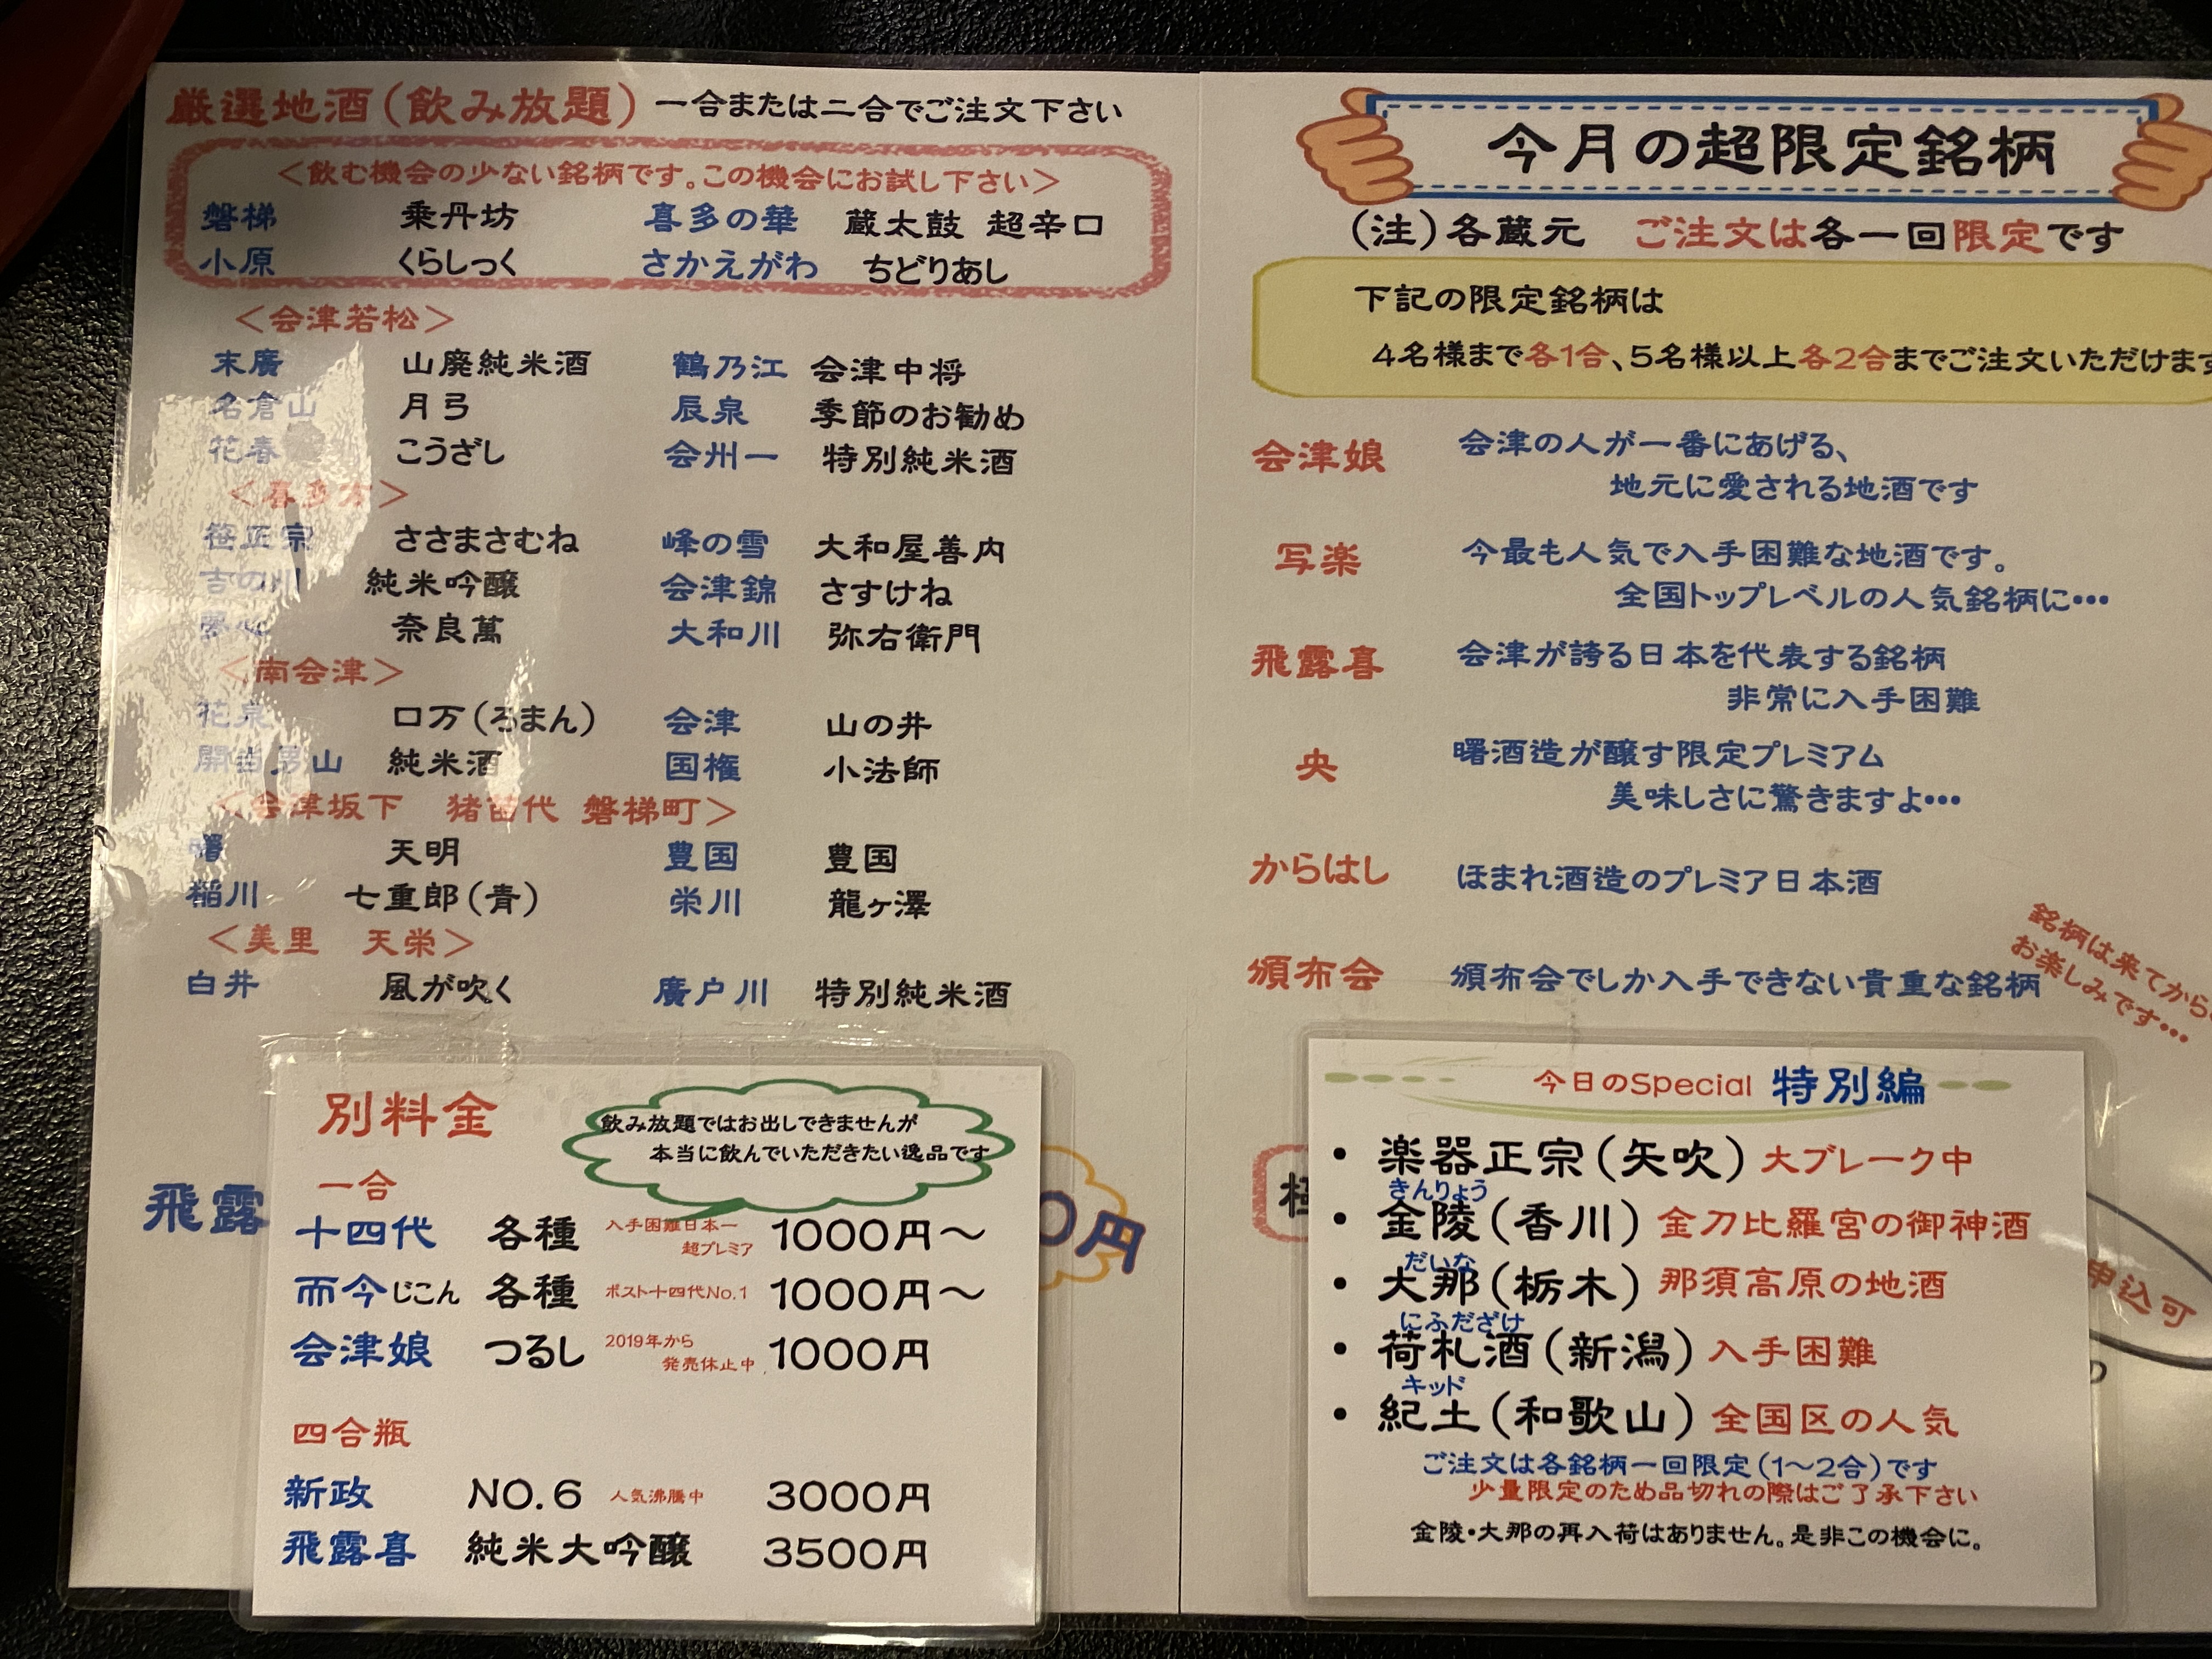 厳選地酒(飲み放題) 一合または二合でご注文下さい
<飲む機会の少ない銘柄です。この機会にお試し下さい>
磐梯 乗丹坊 喜多の華 蔵太鼓 超辛口
小原 くらしっく さかえがわ ちどりあし
<会津若松>
末廣 山廃純米酒 鶴乃江 会津中将
名倉山 月弓 辰泉 季節のお勧め
花春 こうざし 会州一 特別純米酒
<喜多方>
笹正宗 ささまさむね 峰の雪 大和屋善内
吉の川 純米吟醸 会津錦 さすけね
夢心 奈良萬 大和川 弥右衛門
<南会津>
花泉 ロ万(ろまん) 会津 山の井
開当男山 純米酒 国権 小法師
<会津坂下 猪苗代 磐梯町>
曙 天明 豊国 豊国
稲川 七重郎(青) 栄川 龍ヶ澤
<美里 天栄>
白井 風が吹く 廣戸川 特別純米酒
飛露
0円
別料金
飲み放題ではお出しできませんが
本当に飲んでいただきたい逸品です
一合
十四代 各種 入手困難日本一 超プレミア 1000円~
而今じこん 各種 ポスト十四代No.1 1000円~
会津娘 つるし 2019年から 発売休止中 1000円
四合瓶
新政 NO.6 人気沸騰中 3000円
飛露喜 純米大吟醸 3500円
今月の超限定銘柄
(注)各蔵元 ご注文は各一回限定です
下記の限定銘柄は
4名様まで各1合、5名様以上各2合までご注文いただけます
会津娘 会津の人が一番にあげる、
地元に愛される地酒です
写楽 今最も人気で入手困難な地酒です。
全国トップレベルの人気銘柄に・・・
飛露喜 会津が誇る日本を代表する銘柄
非常に入手困難
央 曙酒造が醸す限定プレミアム
美味しさに驚きますよ・・・
からはし ほまれ酒造のプレミア日本酒
頒布会 頒布会でしか入手できない貴重な銘柄
銘柄は来てから
お楽しみです・・・
今日のSpecial 特別編
・ 楽器正宗(矢吹) 大ブレーク中
きんりょう
・ 金陵(香川) 金刀比羅宮の御神酒
だいな
・ 大那(栃木) 那須高原の地酒
にふだざけ
・ 荷札酒(新潟) 入手困難
キッド
・ 紀土(和歌山) 全国区の人気
ご注文は各銘柄一回限定(1~2合)です
少量限定のため品切れの際はご了承下さい
金陵・大那の再入荷はありません。是非この機会に。
申込可
の